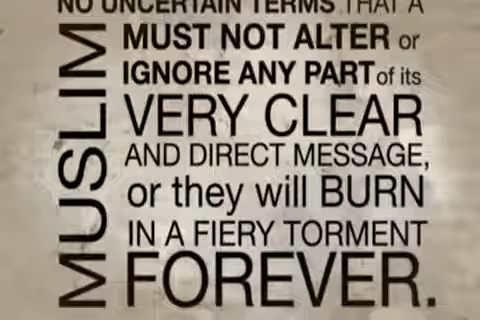 NO UNCERTAIN TERMS THAT A
MUSLIM
MUST NOT ALTER or
IGNORE ANY PART of its
VERY CLEAR
AND DIRECT MESSAGE,
or they will BURN
IN A FIERY TORMENT
FOREVER.